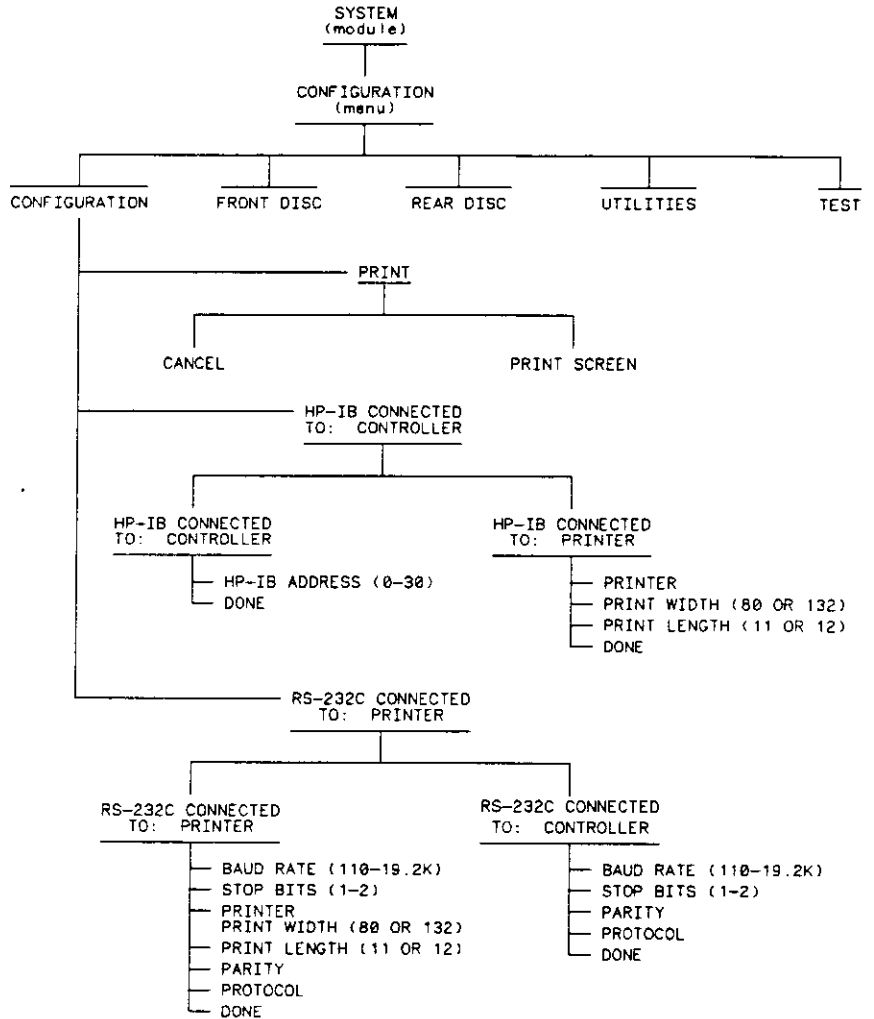 SYSTEM
(module)
CONFIGURATION
(menu)
CONFIGURATION FRONT DISC REAR DISC UTILITIES TEST
PRINT
CANCEL PRINT SCREEN
HP-IB CONNECTED
TO: CONTROLLER
HP-IB CONNECTED
TO: CONTROLLER
HP-IB ADDRESS (0-30)
DONE
HP-IB CONNECTED
TO: PRINTER
PRINTER
PRINT WIDTH (80 OR 132)
PRINT LENGTH (11 OR 12)
DONE
RS-232C CONNECTED
TO: PRINTER
RS-232C CONNECTED
TO: PRINTER
BAUD RATE (110-19.2K)
STOP BITS (1-2)
PRINTER
PRINT WIDTH (80 OR 132)
PRINT LENGTH (11 OR 12)
PARITY
PROTOCOL
DONE
RS-232C CONNECTED
TO: CONTROLLER
BAUD RATE (110-19.2K)
STOP BITS (1-2)
PARITY
PROTOCOL
DONE